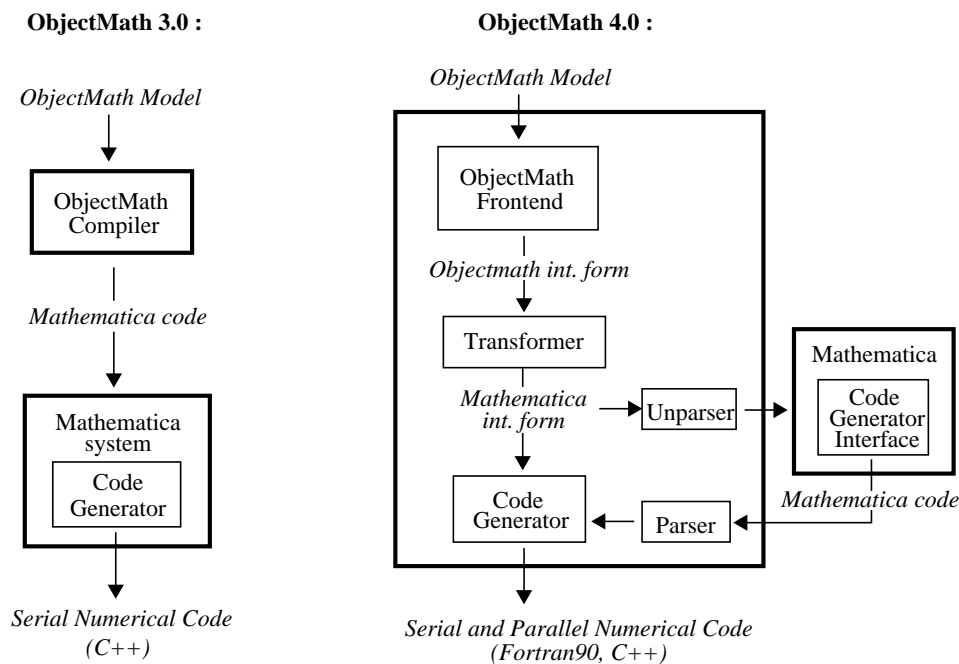 ObjectMath 3.0 :
ObjectMath Model
ObjectMath
Compiler
Mathematica code
Mathematica
system
Code
Generator
Serial Numerical Code
(C++)
ObjectMath 4.0 :
ObjectMath Model
ObjectMath
Frontend
Objectmath int. form
Transformer
Mathematica
int. form
Unparser
Mathematica
Code
Generator
Interface
Mathematica code
Parser
Code
Generator
Serial and Parallel Numerical Code
(Fortran90, C++)